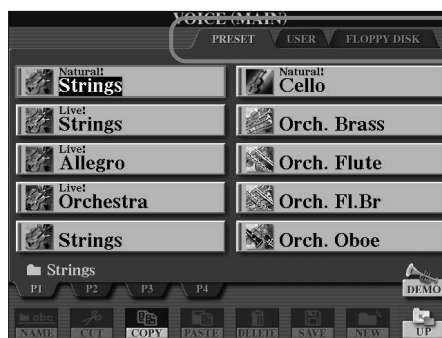 VOICE (MAIN)
PRESET USER FLOPPY DISK
Natural!
Strings
Natural!
Cello
Live!
Strings
Orch. Brass
Live!
Allegro
Orch. Flute
Live!
Orchestra
Orch. Fl.Br
Strings
Orch. Oboe
Strings
P1 P2 P3 P4
DEMO
abc
NAME CUT COPY PASTE DELETE SAVE NEW UP